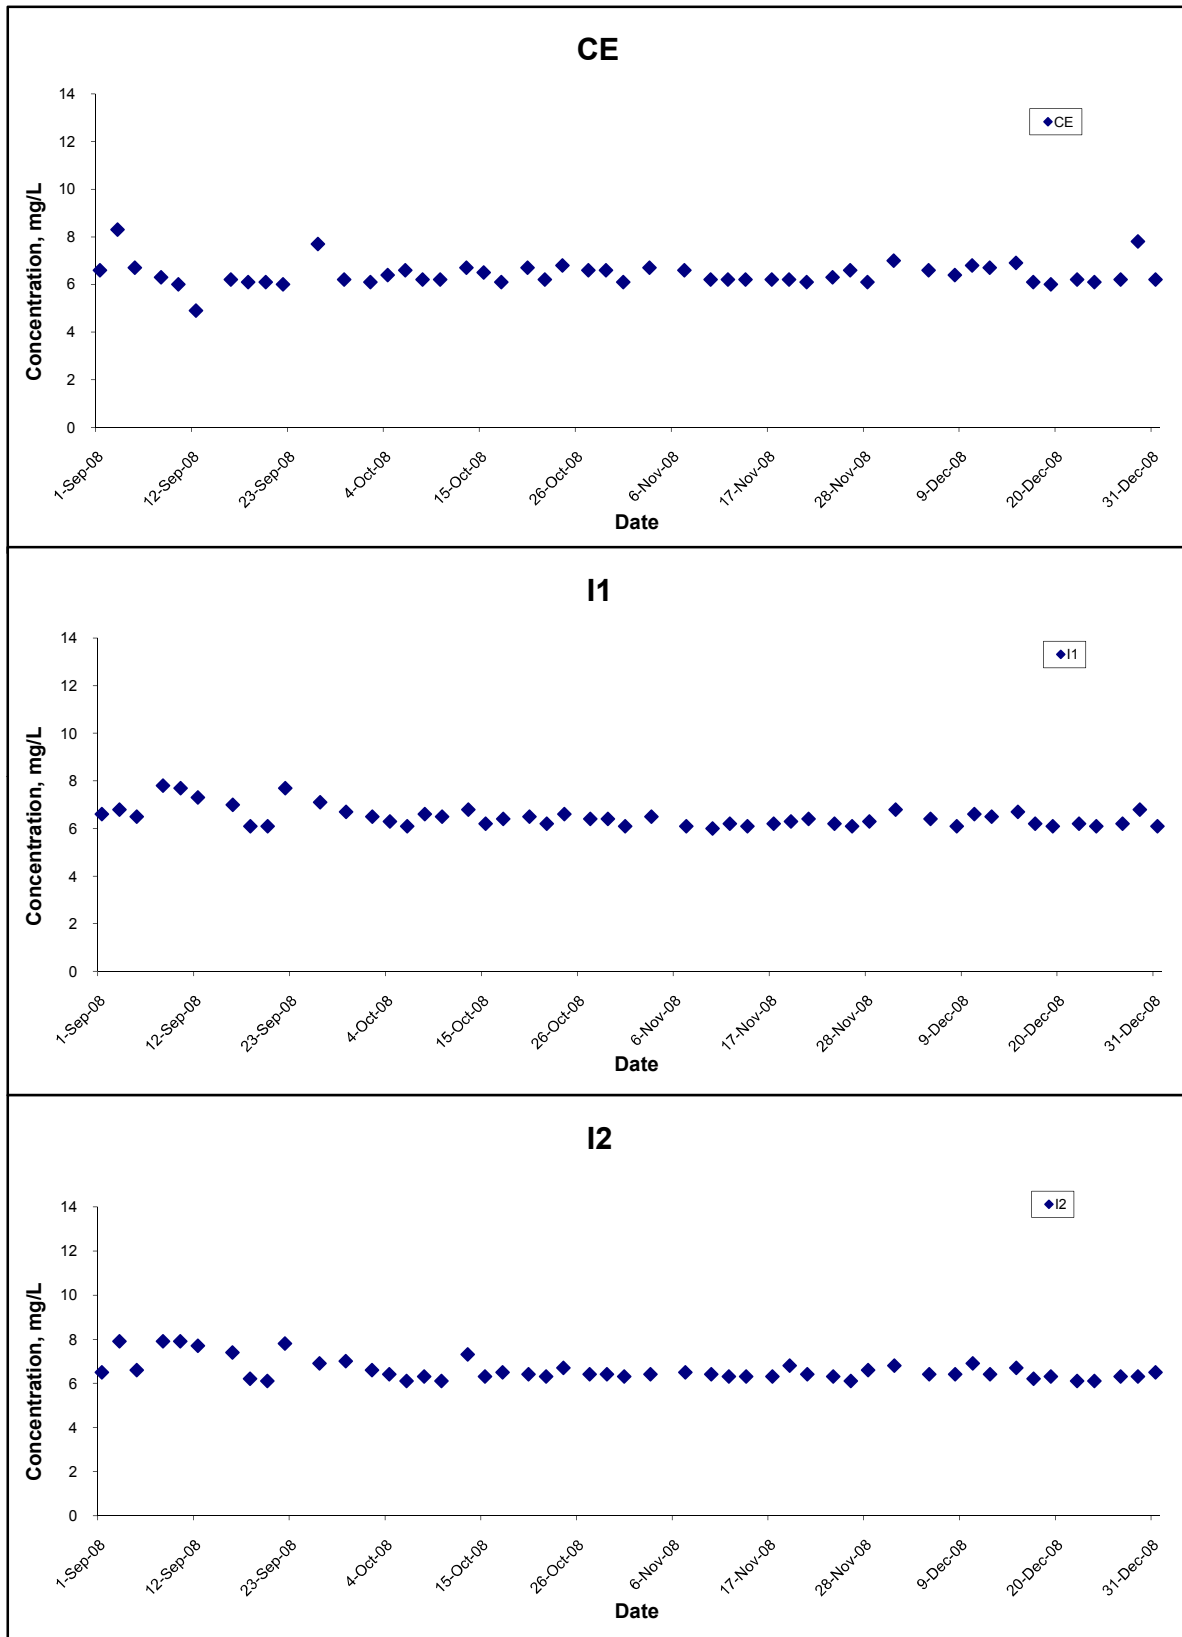 CE
14
CE
12
10
8
6
4
2
0
Concentration, mg/L
1-Sep-08 12-Sep-08 23-Sep-08 4-Oct-08 15-Oct-08 26-Oct-08 6-Nov-08 17-Nov-08 28-Nov-08 9-Dec-08 20-Dec-08 31-Dec-08
Date
I1
14
I1
12
10
8
6
4
2
0
Concentration, mg/L
1-Sep-08 12-Sep-08 23-Sep-08 4-Oct-08 15-Oct-08 26-Oct-08 6-Nov-08 17-Nov-08 28-Nov-08 9-Dec-08 20-Dec-08 31-Dec-08
Date
I2
14
I2
12
10
8
6
4
2
0
Concentration, mg/L
1-Sep-08 12-Sep-08 23-Sep-08 4-Oct-08 15-Oct-08 26-Oct-08 6-Nov-08 17-Nov-08 28-Nov-08 9-Dec-08 20-Dec-08 31-Dec-08
Date